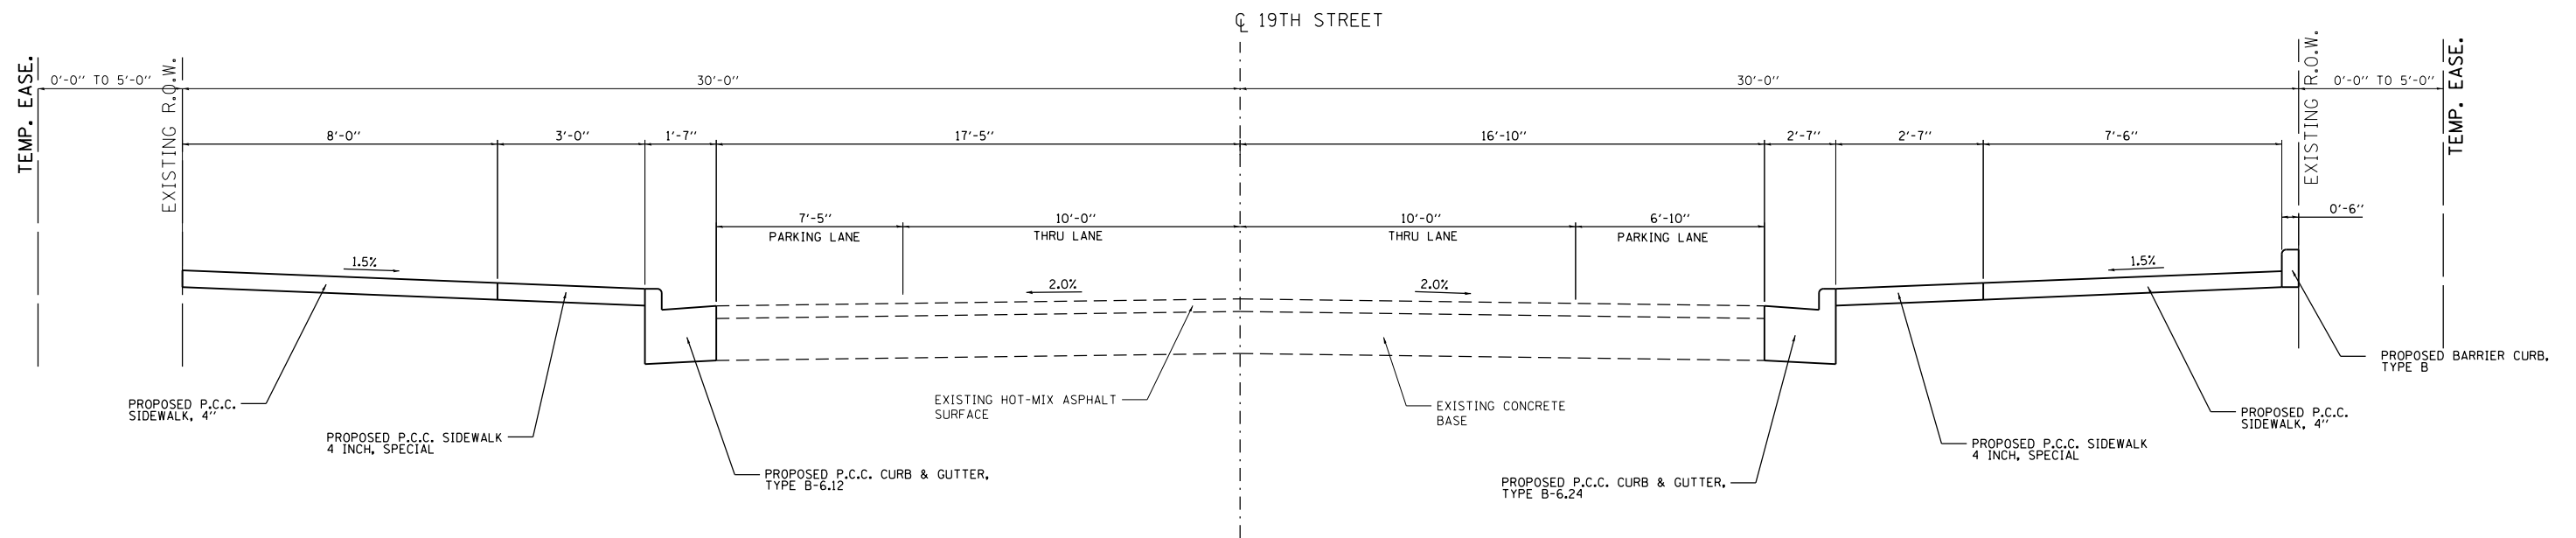 ℄ 19TH STREET
TEMP. EASE.
0'-0" TO 5'-0"
EXISTING R.O.W.
30'-0"
30'-0"
EXISTING R.O.W.
0'-0" TO 5'-0"
TEMP. EASE.
8'-0"
3'-0"
1'-7"
17'-5"
16'-10"
2'-7"
2'-7"
7'-6"
0'-6"
7'-5"
PARKING LANE
10'-0"
THRU LANE
10'-0"
THRU LANE
6'-10"
PARKING LANE
1.5%
2.0%
2.0%
1.5%
PROPOSED P.C.C.
SIDEWALK, 4"
PROPOSED P.C.C. SIDEWALK
4 INCH, SPECIAL
PROPOSED P.C.C. CURB & GUTTER,
TYPE B-6.12
EXISTING HOT-MIX ASPHALT
SURFACE
EXISTING CONCRETE
BASE
PROPOSED P.C.C. CURB & GUTTER,
TYPE B-6.24
PROPOSED P.C.C. SIDEWALK
4 INCH, SPECIAL
PROPOSED P.C.C.
SIDEWALK, 4"
PROPOSED BARRIER CURB,
TYPE B